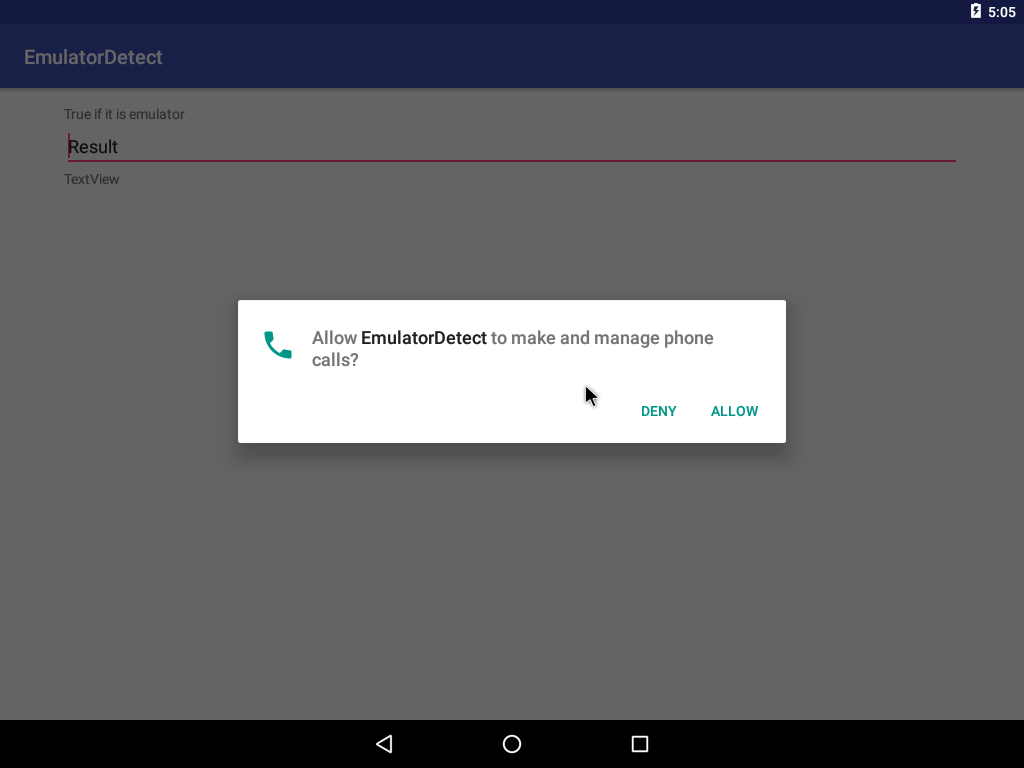 5:05
EmulatorDetect
True if it is emulator
Result
TextView
Allow EmulatorDetect to make and manage phone
calls?
DENY ALLOW